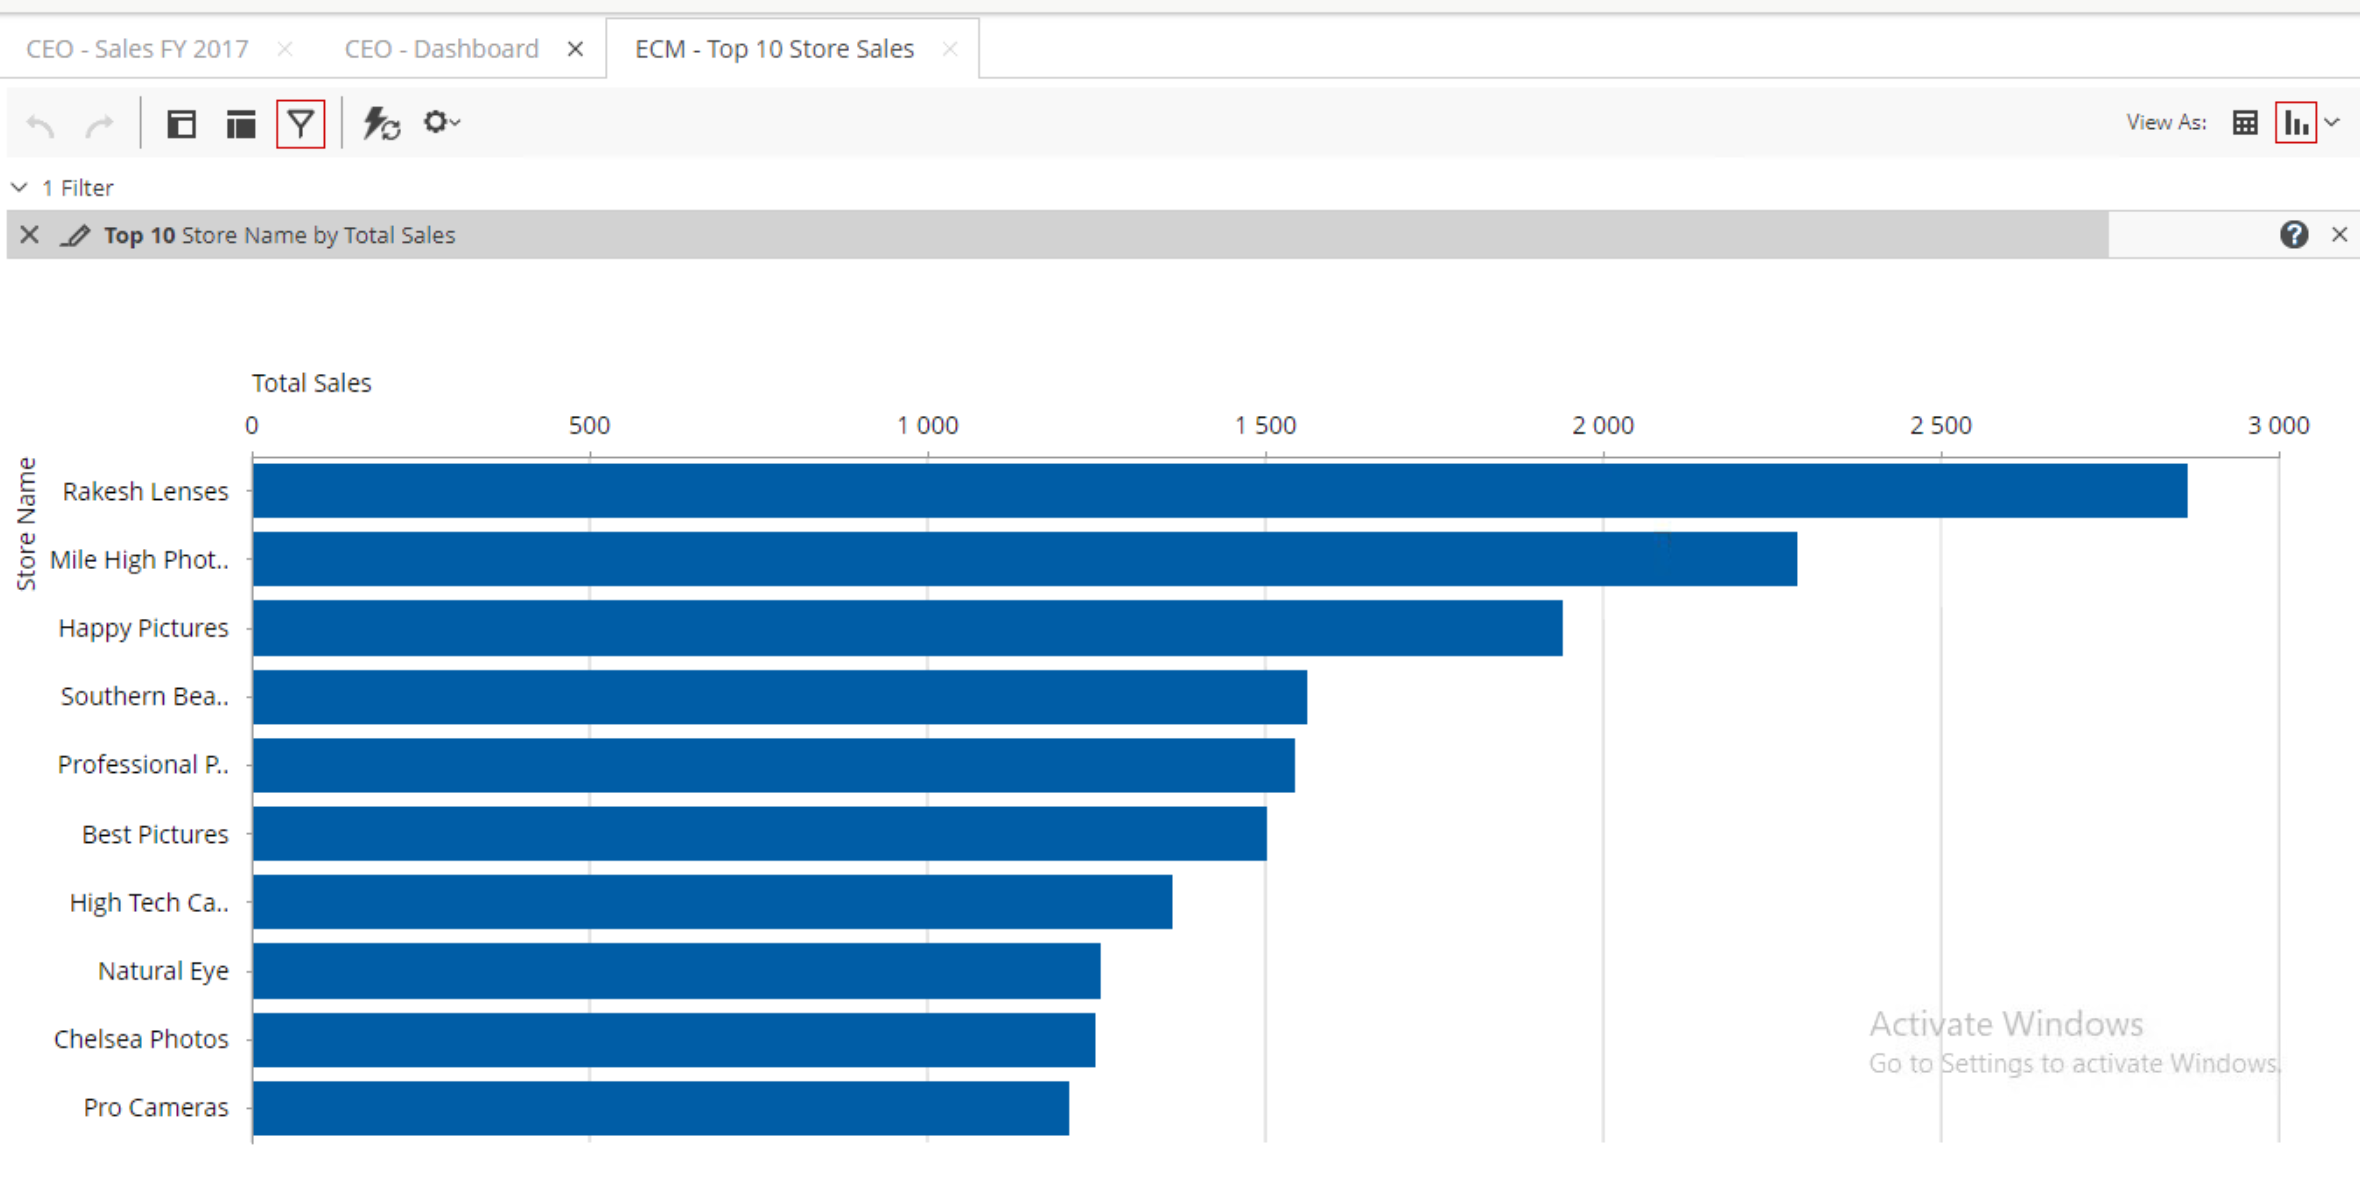 CEO - Sales FY 2017
CEO - Dashboard
ECM - Top 10 Store Sales
View As:
1 Filter
Top 10 Store Name by Total Sales
Total Sales
0 500 1 000 1 500 2 000 2 500 3 000
Store Name
Rakesh Lenses
Mile High Phot..
Happy Pictures
Southern Bea..
Professional P..
Best Pictures
High Tech Ca..
Natural Eye
Chelsea Photos
Pro Cameras
Activate Windows
Go to Settings to activate Windows.